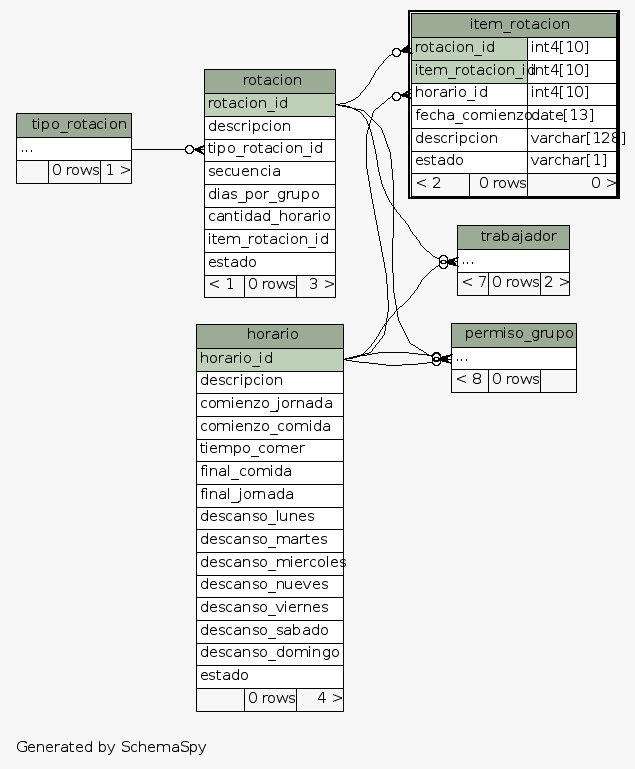 item_rotacion
rotacion_id int4[10]
item_rotacion_id int4[10]
horario_id int4[10]
fecha_comienzo date[13]
descripcion varchar[128]
estado varchar[1]
< 2 0 rows 0 >
rotacion
rotacion_id
descripcion
tipo_rotacion_id
secuencia
dias_por_grupo
cantidad_horario
item_rotacion_id
estado
< 1 0 rows 3 >
tipo_rotacion
...
0 rows 1 >
trabajador
...
< 7 0 rows 2 >
permiso_grupo
...
< 8 0 rows
horario
horario_id
descripcion
comienzo_jornada
comienzo_comida
tiempo_comer
final_comida
final_jornada
descanso_lunes
descanso_martes
descanso_miercoles
descanso_nueves
descanso_viernes
descanso_sabado
descanso_domingo
estado
0 rows 4 >
Generated by SchemaSpy